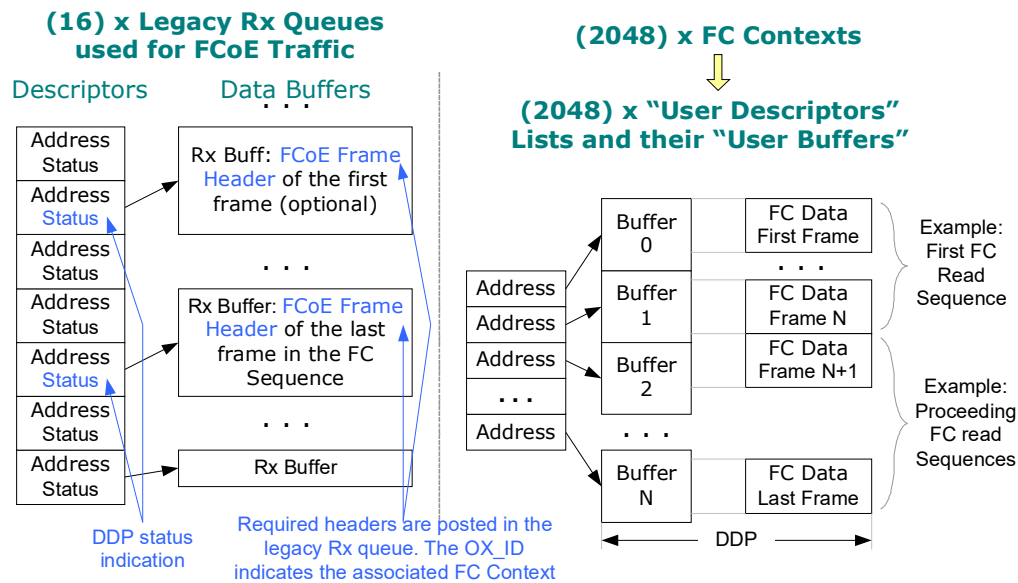 (16) x Legacy Rx Queues
used for FCoE Traffic
Descriptors
Data Buffers
. . .
Address
Status
Address
Status
Address
Status
Address
Status
Address
Status
Address
Status
Address
Status
Rx Buff: FCoE Frame
Header of the first
frame (optional)
. . .
Rx Buffer: FCoE Frame
Header of the last
frame in the FC
Sequence
. . .
Rx Buffer
DDP status
indication
Required headers are posted in the
legacy Rx queue. The OX_ID
indicates the associated FC Context
(2048) x FC Contexts
(2048) x “User Descriptors”
Lists and their “User Buffers”
Address
Address
Address
. . .
Address
Buffer
0
Buffer
1
Buffer
2
. . .
Buffer
N
FC Data
First Frame
. . .
FC Data
Frame N
FC Data
Frame N+1
FC Data
Last Frame
DDP
Example:
First FC
Read
Sequence
Example:
Proceeding
FC read
Sequences